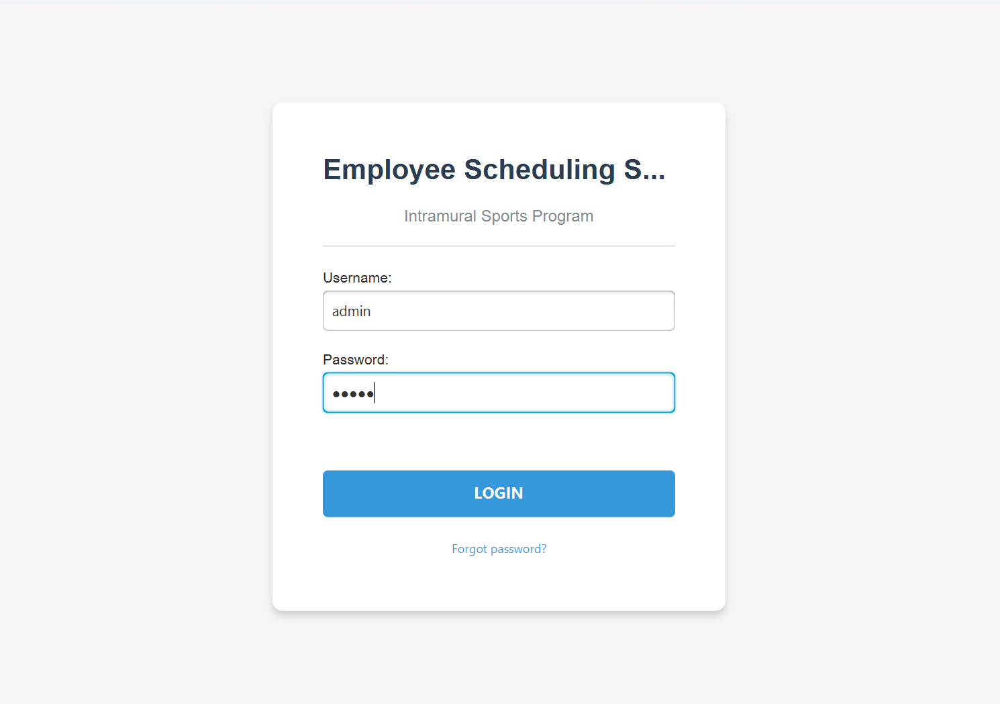 Employee Scheduling S...
Intramural Sports Program
Username:
admin
Password:
•••••
LOGIN
Forgot password?